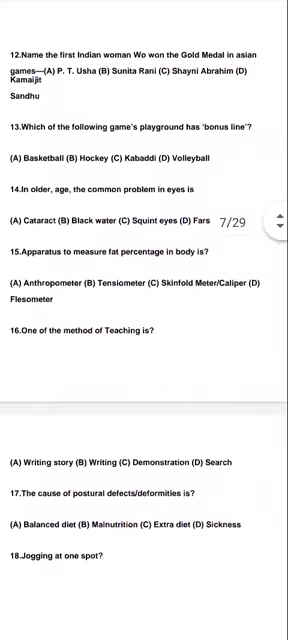 12.Name the first Indian woman Wo won the Gold Medal in asian
games—(A) P. T. Usha (B) Sunita Rani (C) Shayni Abrahim (D)
Kamaijit
Sandhu
13.Which of the following game's playground has 'bonus line'?
(A) Basketball (B) Hockey (C) Kabaddi (D) Volleyball
14.In older, age, the common problem in eyes is
(A) Cataract (B) Black water (C) Squint eyes (D) Fars 7/29
15.Apparatus to measure fat percentage in body is?
(A) Anthropometer (B) Tensiometer (C) Skinfold Meter/Caliper (D)
Flesometer
16.One of the method of Teaching is?
(A) Writing story (B) Writing (C) Demonstration (D) Search
17.The cause of postural defects/deformities is?
(A) Balanced diet (B) Malnutrition (C) Extra diet (D) Sickness
18.Jogging at one spot?